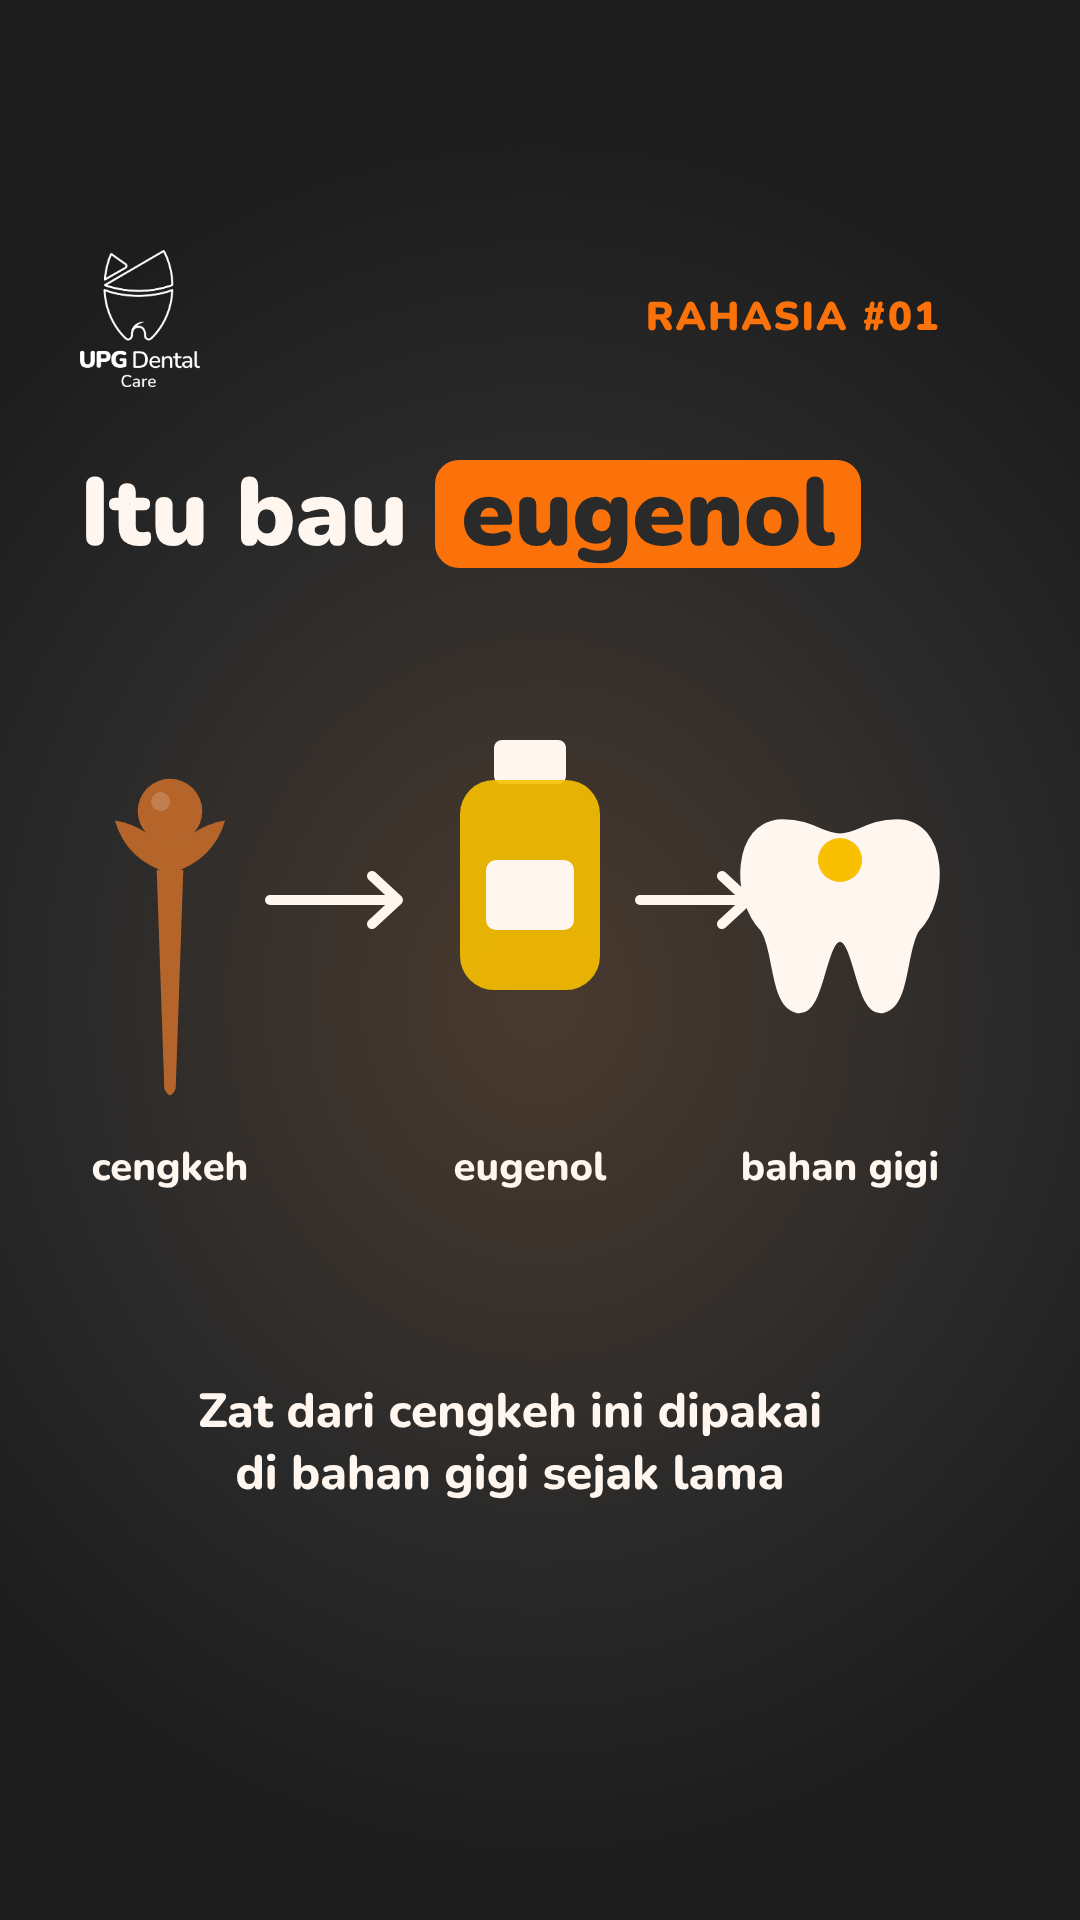 UPG Dental
Care
RAHASIA #01
Itu bau eugenol
cengkeh
eugenol
bahan gigi
Zat dari cengkeh ini dipakai
di bahan gigi sejak lama